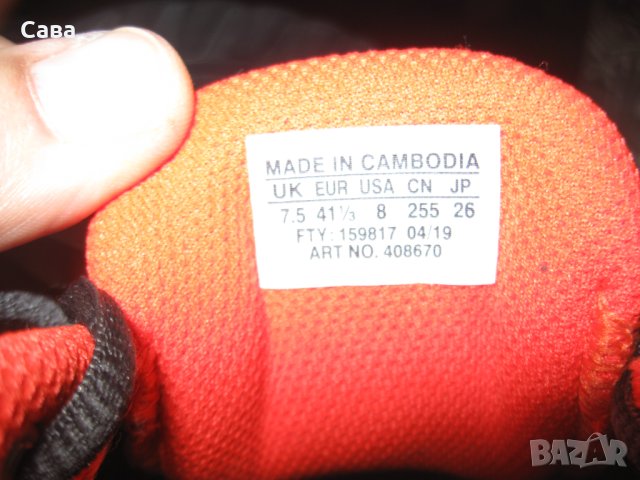 Сава
MADE IN CAMBODIA
UK EUR USA CN JP
7.5 41⅓ 8 255 26
FTY: 159817 04/19
ART NO. 408670
BAZAR